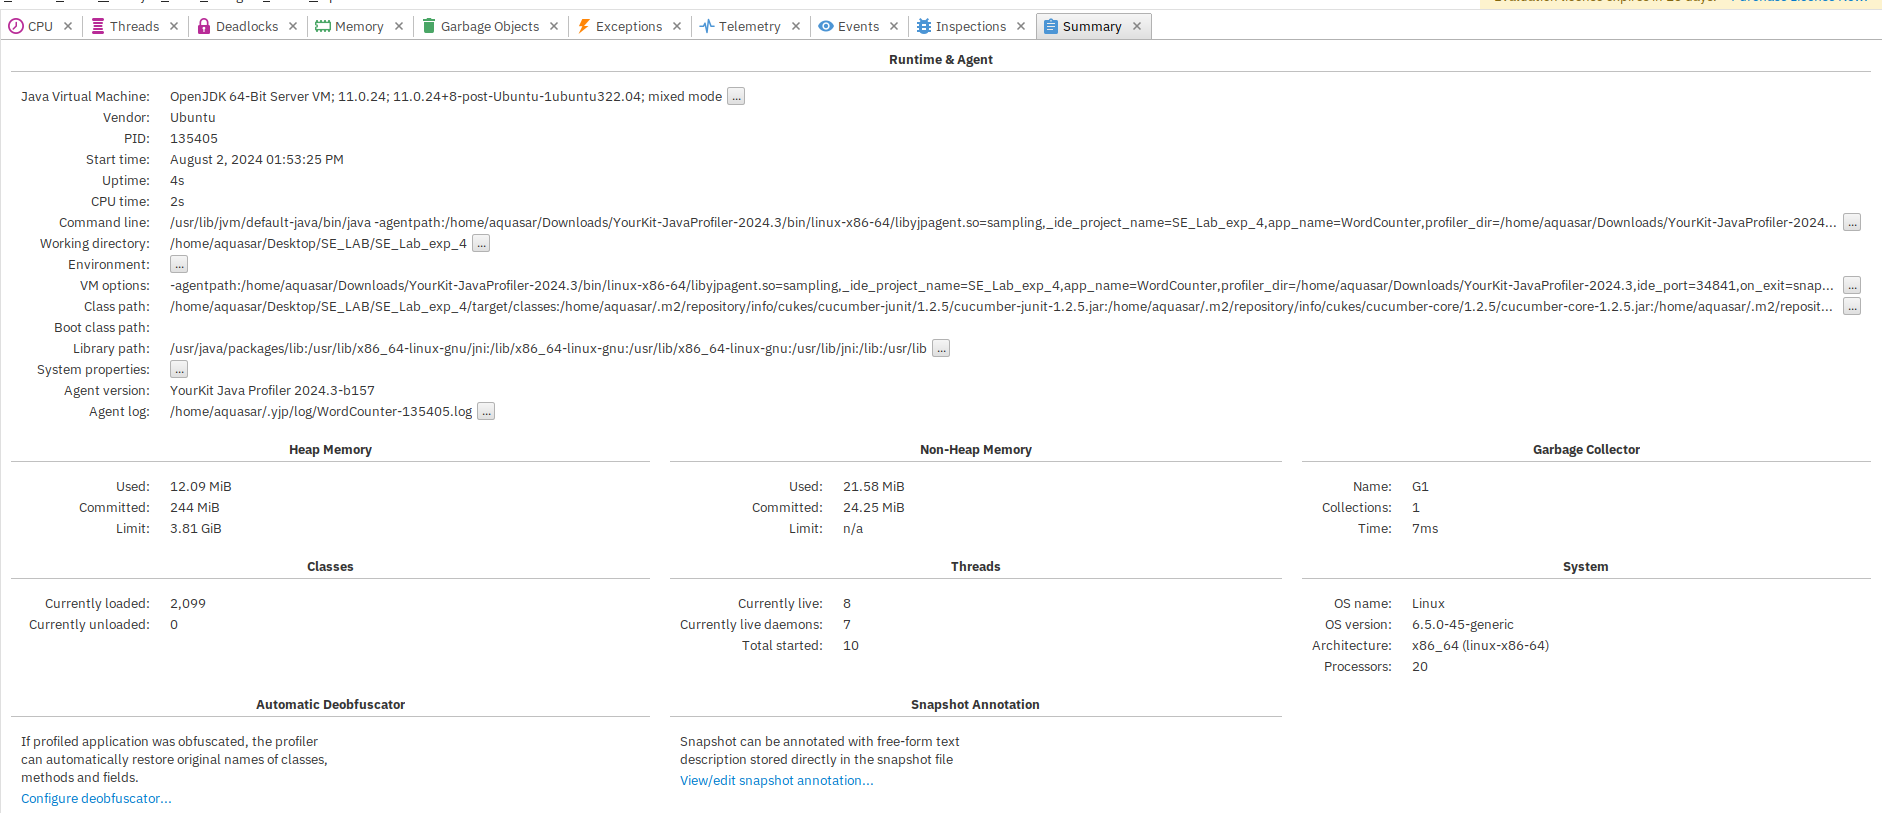 CPU Threads Deadlocks Memory Garbage Objects Exceptions Telemetry Events Inspections Summary
Runtime & Agent
Java Virtual Machine: OpenJDK 64-Bit Server VM; 11.0.24; 11.0.24+8-post-Ubuntu-1ubuntu322.04; mixed mode ...
Vendor: Ubuntu
PID: 135405
Start time: August 2, 2024 01:53:25 PM
Uptime: 4s
CPU time: 2s
Command line: /usr/lib/jvm/default-java/bin/java -agentpath:/home/aquasar/Downloads/YourKit-JavaProfiler-2024.3/bin/linux-x86-64/libyjpagent.so=sampling,_ide_project_name=SE_Lab_exp_4,app_name=WordCounter,profiler_dir=/home/aquasar/Downloads/YourKit-JavaProfiler-2024... ...
Working directory: /home/aquasar/Desktop/SE_LAB/SE_Lab_exp_4 ...
Environment: ...
VM options: -agentpath:/home/aquasar/Downloads/YourKit-JavaProfiler-2024.3/bin/linux-x86-64/libyjpagent.so=sampling,_ide_project_name=SE_Lab_exp_4,app_name=WordCounter,profiler_dir=/home/aquasar/Downloads/YourKit-JavaProfiler-2024.3,ide_port=34841,on_exit=snap... ...
Class path: /home/aquasar/Desktop/SE_LAB/SE_Lab_exp_4/target/classes:/home/aquasar/.m2/repository/info/cukes/cucumber-junit/1.2.5/cucumber-junit-1.2.5.jar:/home/aquasar/.m2/repository/info/cukes/cucumber-core/1.2.5/cucumber-core-1.2.5.jar:/home/aquasar/.m2/reposit... ...
Boot class path:
Library path: /usr/java/packages/lib:/usr/lib/x86_64-linux-gnu/jni:/lib/x86_64-linux-gnu:/usr/lib/x86_64-linux-gnu:/usr/lib/jni:/lib:/usr/lib ...
System properties: ...
Agent version: YourKit Java Profiler 2024.3-b157
Agent log: /home/aquasar/.yjp/log/WordCounter-135405.log ...
Heap Memory
Used: 12.09 MiB
Committed: 244 MiB
Limit: 3.81 GiB
Non-Heap Memory
Used: 21.58 MiB
Committed: 24.25 MiB
Limit: n/a
Garbage Collector
Name: G1
Collections: 1
Time: 7ms
Classes
Currently loaded: 2,099
Currently unloaded: 0
Threads
Currently live: 8
Currently live daemons: 7
Total started: 10
System
OS name: Linux
OS version: 6.5.0-45-generic
Architecture: x86_64 (linux-x86-64)
Processors: 20
Automatic Deobfuscator
If profiled application was obfuscated, the profiler
can automatically restore original names of classes,
methods and fields.
Configure deobfuscator...
Snapshot Annotation
Snapshot can be annotated with free-form text
description stored directly in the snapshot file
View/edit snapshot annotation...